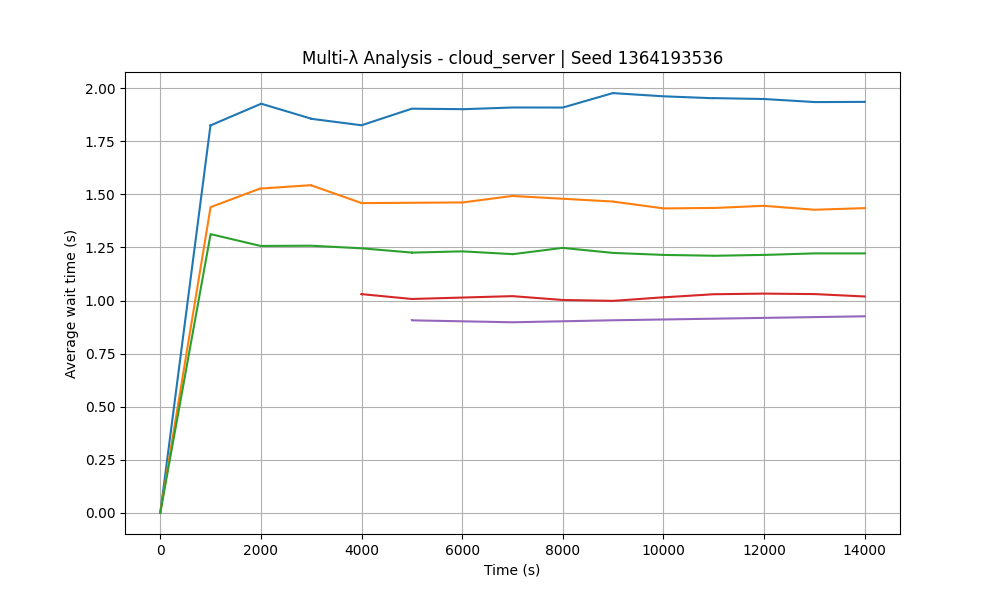 Multi-λ Analysis - cloud_server | Seed 1364193536
Average wait time (s)
2.00
1.75
1.50
1.25
1.00
0.75
0.50
0.25
0.00
0 2000 4000 6000 8000 10000 12000 14000
Time (s)